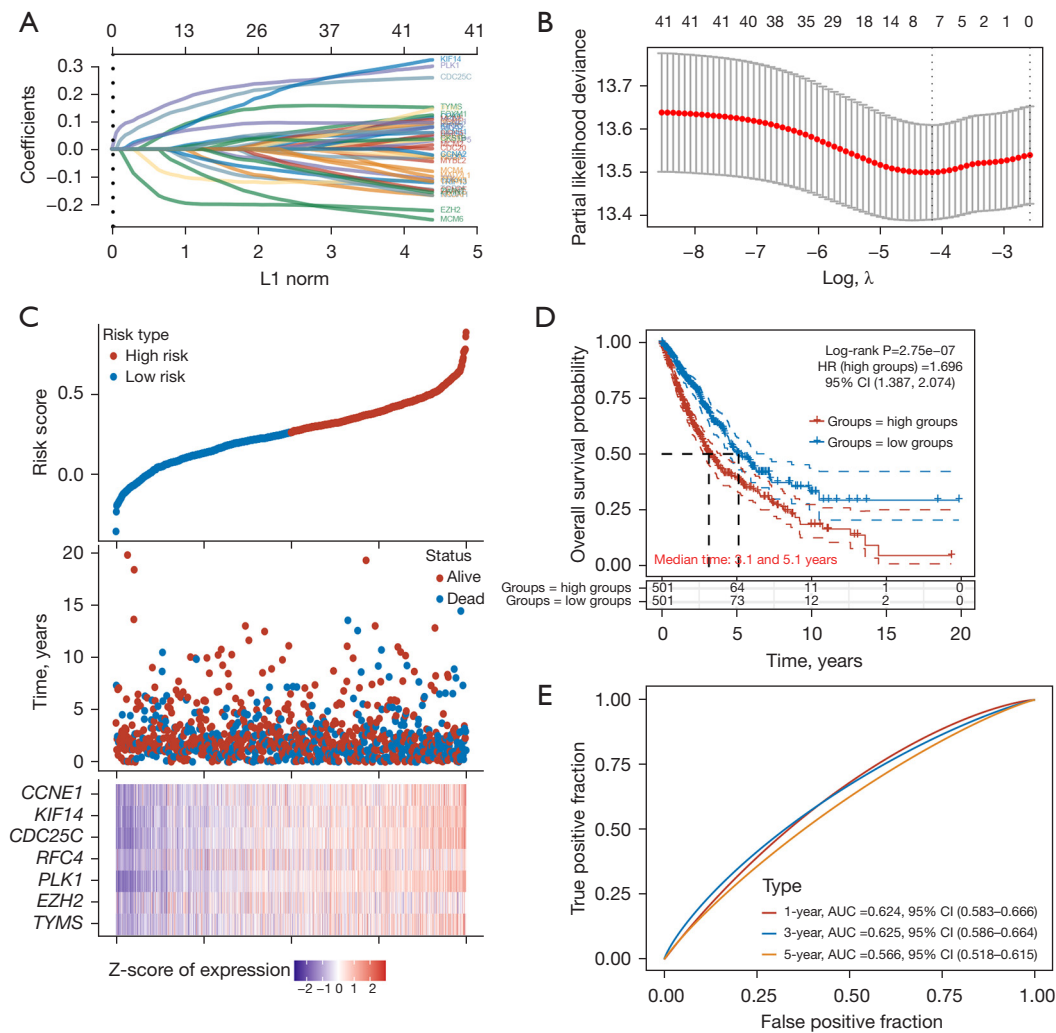 A
0 13 26 37 41 41
Coefficients
0.3
0.2
0.1
0.0
−0.1
−0.2
KIF14
PLK1
CDC25C
TYMS
CDC20
CCNA2
MYBL2
MCM4
EZH2
MCM6
0 1 2 3 4 5
L1 norm
B
41 41 41 40 38 35 29 18 14 8 7 5 2 1 0
Partial likelihood deviance
13.7
13.6
13.5
13.4
−8 −7 −6 −5 −4 −3
Log, λ
C
Risk type
High risk
Low risk
Risk score
0.5
0.0
Status
Alive
Dead
Time, years
20
15
10
5
0
CCNE1
KIF14
CDC25C
RFC4
PLK1
EZH2
TYMS
Z-score of expression
−2 −1 0 1 2
D
Overall survival probability
1.00
0.75
0.50
0.25
0.00
Log-rank P=2.75e−07
HR (high groups) =1.696
95% CI (1.387, 2.074)
Groups = high groups
Groups = low groups
Median time: 3.1 and 5.1 years
Groups = high groups 501 64 11 1 0
Groups = low groups 501 73 12 2 0
0 5 10 15 20
Time, years
E
True positive fraction
1.00
0.75
0.50
0.25
0.00
Type
1-year, AUC =0.624, 95% CI (0.583–0.666)
3-year, AUC =0.625, 95% CI (0.586–0.664)
5-year, AUC =0.566, 95% CI (0.518–0.615)
0.00 0.25 0.50 0.75 1.00
False positive fraction